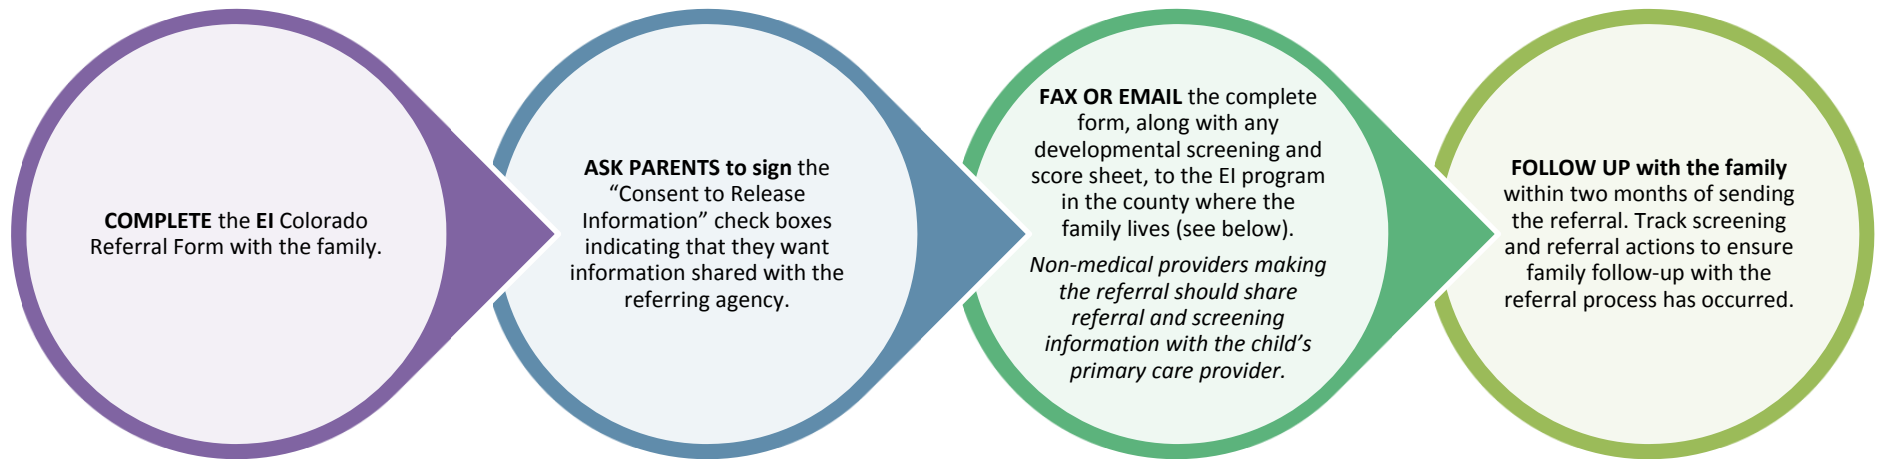 COMPLETE the EI Colorado
Referral Form with the family.
ASK PARENTS to sign the
“Consent to Release
Information” check boxes
indicating that they want
information shared with the
referring agency.
FAX OR EMAIL the complete
form, along with any
developmental screening and
score sheet, to the EI program
in the county where the
family lives (see below).
Non-medical providers making
the referral should share
referral and screening
information with the child’s
primary care provider.
FOLLOW UP with the family
within two months of sending
the referral. Track screening
and referral actions to ensure
family follow-up with the
referral process has occurred.